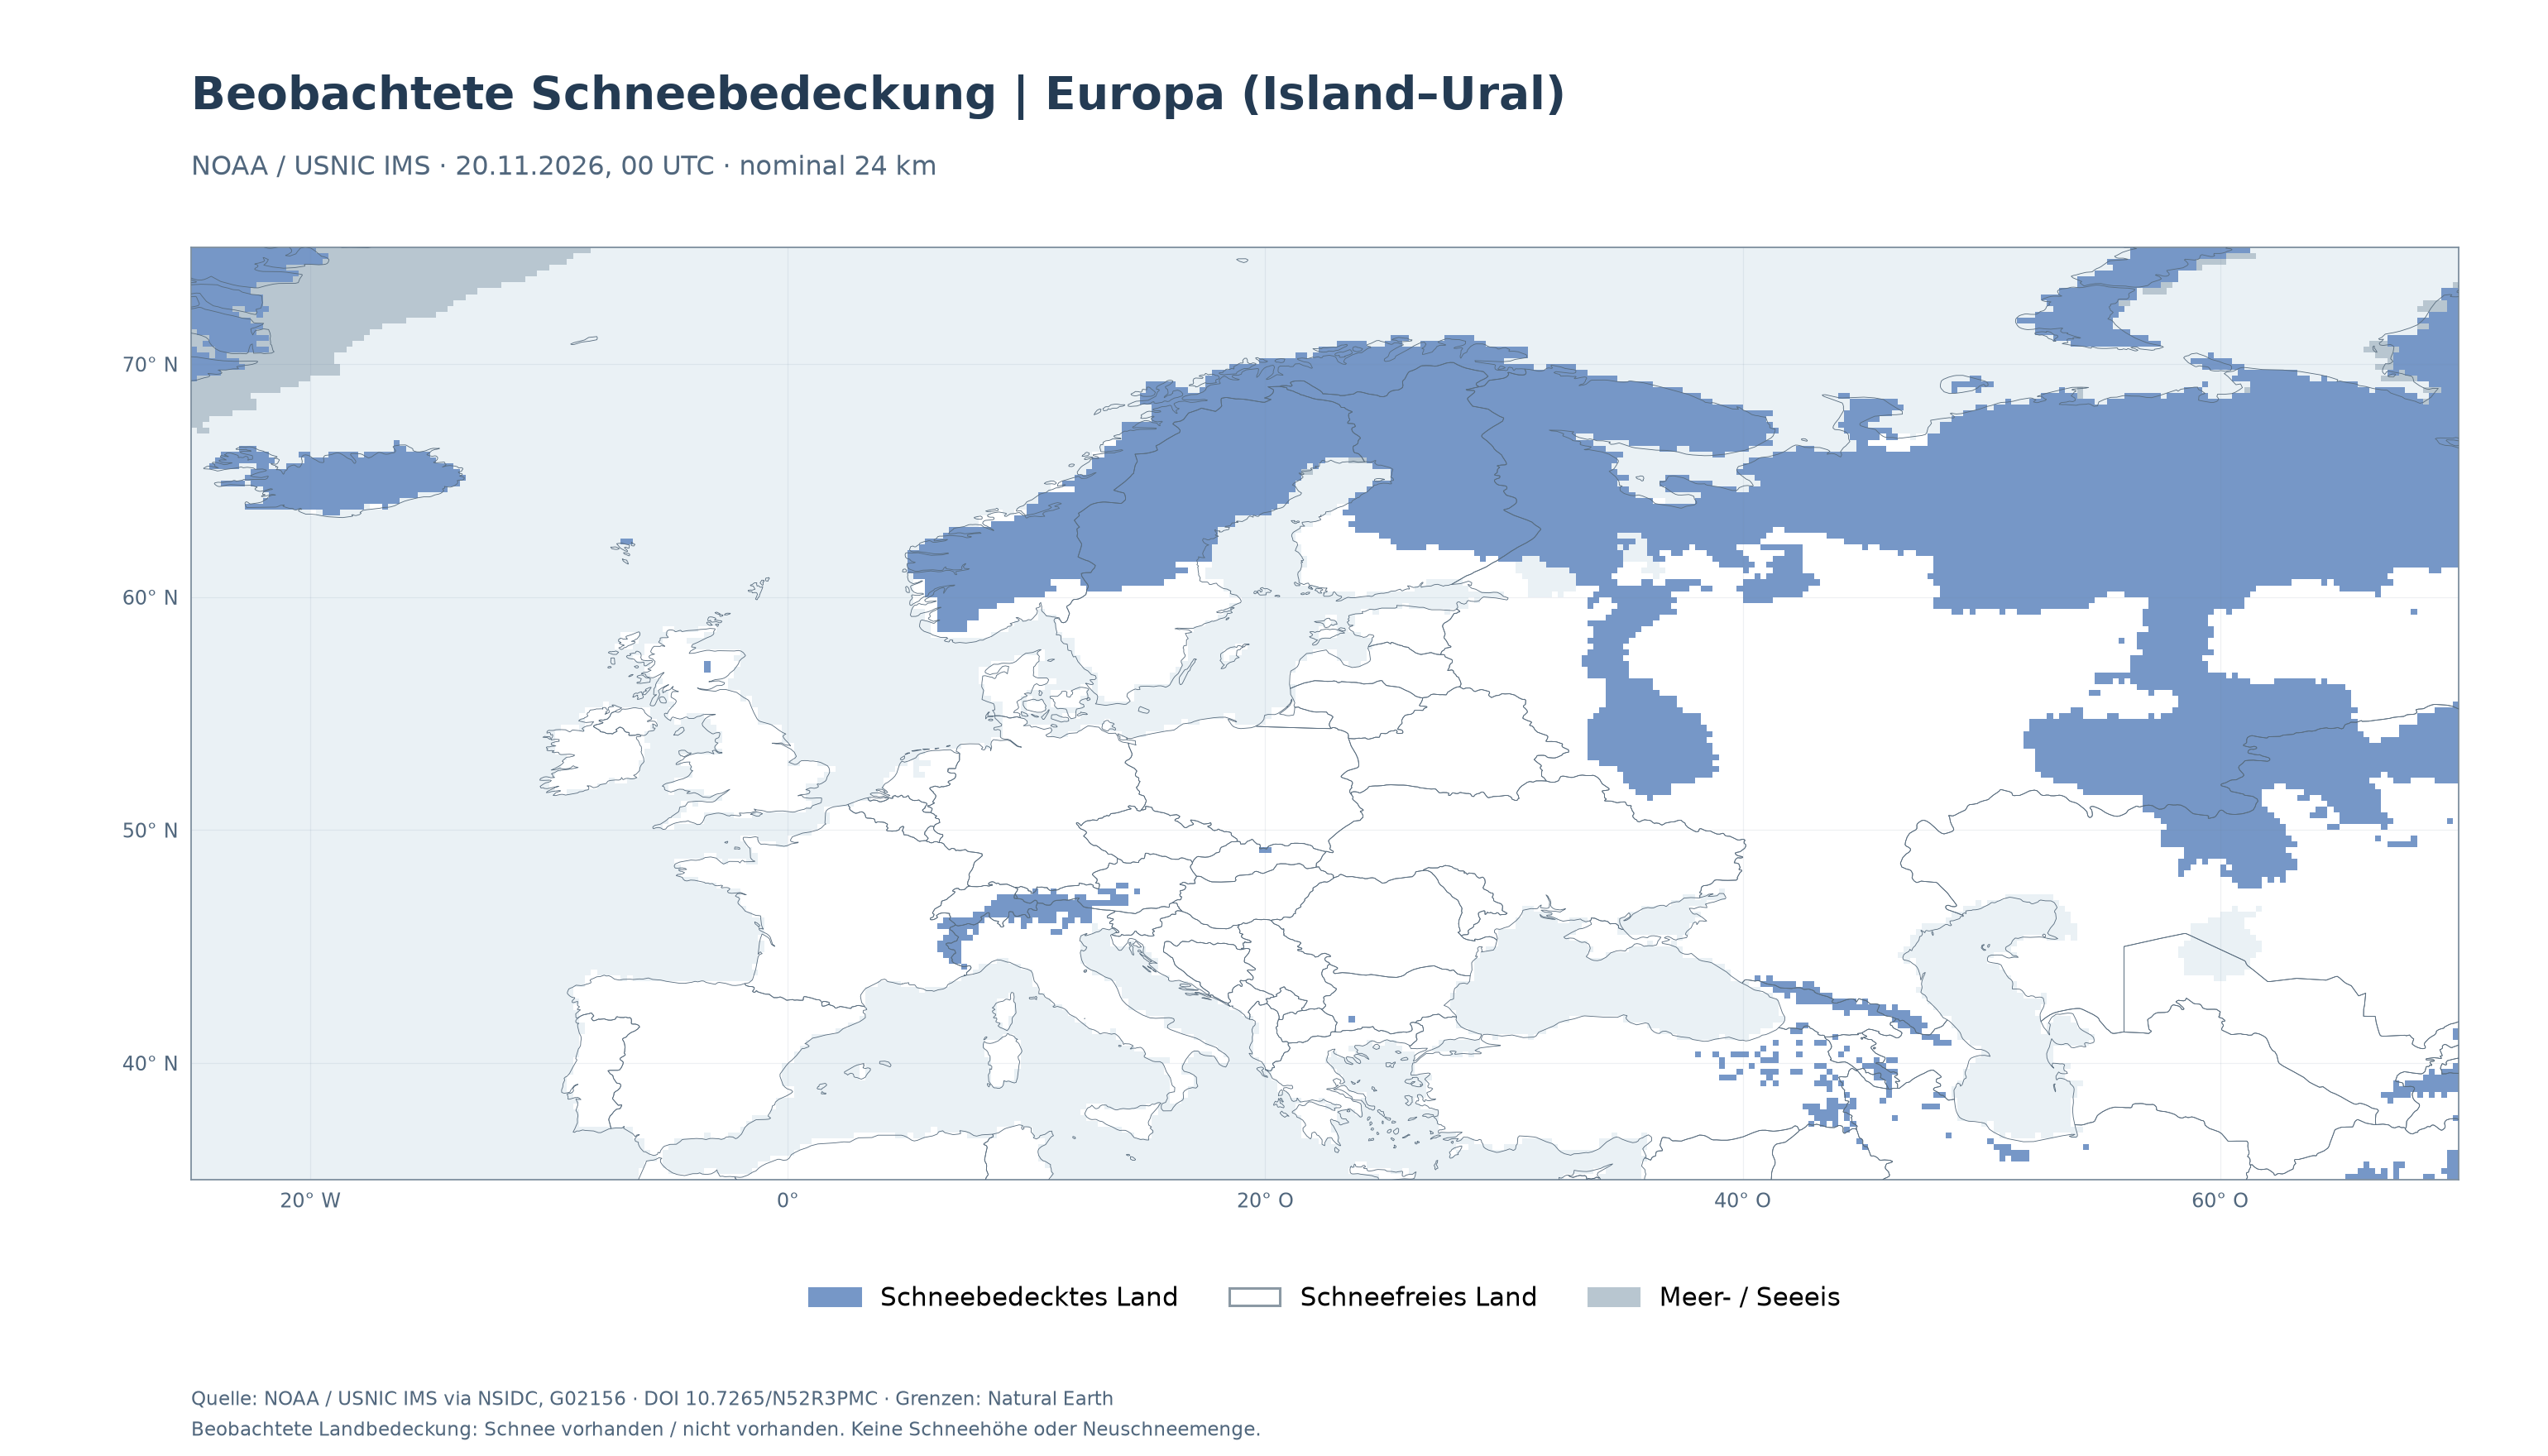 Beobachtete Schneebedeckung | Europa (Island–Ural)
NOAA / USNIC IMS · 20.11.2026, 00 UTC · nominal 24 km
70° N
60° N
50° N
40° N
20° W
0°
20° O
40° O
60° O
Schneebedecktes Land
Schneefreies Land
Meer- / Seeeis
Quelle: NOAA / USNIC IMS via NSIDC, G02156 · DOI 10.7265/N52R3PMC · Grenzen: Natural Earth
Beobachtete Landbedeckung: Schnee vorhanden / nicht vorhanden. Keine Schneehöhe oder Neuschneemenge.